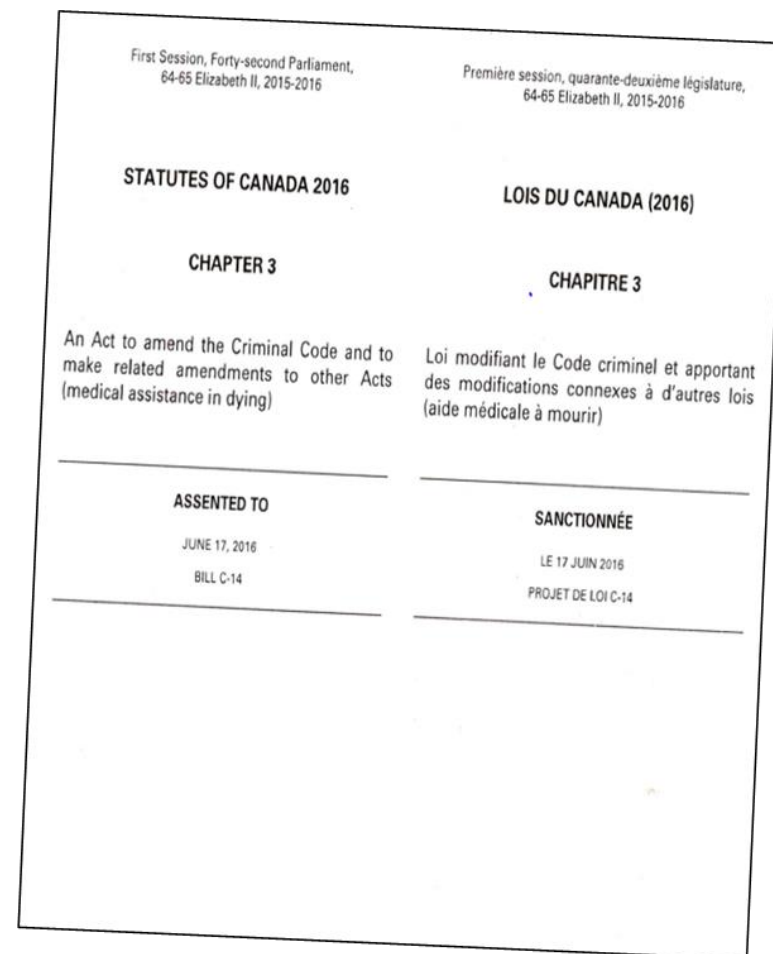 First Session, Forty-second Parliament,
64-65 Elizabeth II, 2015-2016
STATUTES OF CANADA 2016
CHAPTER 3
An Act to amend the Criminal Code and to
make related amendments to other Acts
(medical assistance in dying)
ASSENTED TO
JUNE 17, 2016
BILL C-14
Première session, quarante-deuxième législature,
64-65 Elizabeth II, 2015-2016
LOIS DU CANADA (2016)
CHAPITRE 3
Loi modifiant le Code criminel et apportant
des modifications connexes à d'autres lois
(aide médicale à mourir)
SANCTIONNÉE
LE 17 JUIN 2016
PROJET DE LOI C-14